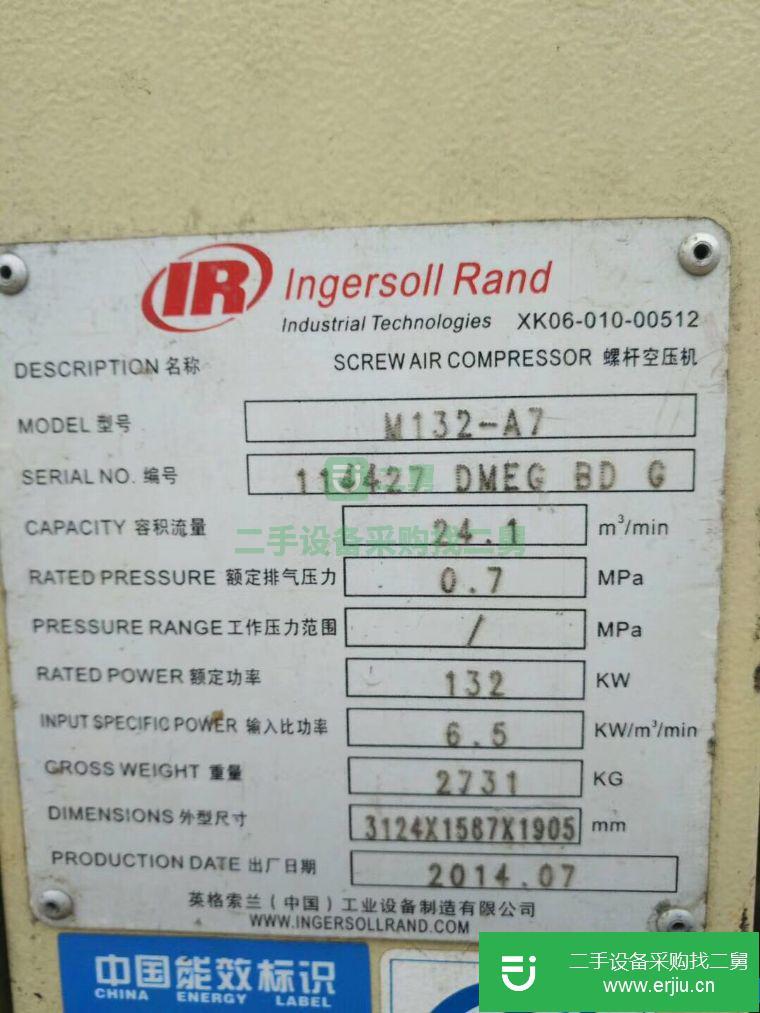 IR Ingersoll Rand
Industrial Technologies XK06-010-00512
DESCRIPTION 名称 SCREW AIR COMPRESSOR 螺杆空压机
MODEL 型号 M132-A7
SERIAL NO. 编号 114427 DMEG BD G
CAPACITY 容积流量 24.1 m³/min
二手设备采购找二舅
RATED PRESSURE 额定排气压力 0.7 MPa
PRESSURE RANGE 工作压力范围 / MPa
RATED POWER 额定功率 132 KW
INPUT SPECIFIC POWER 输入比功率 6.5 KW/m³/min
GROSS WEIGHT 重量 2731 KG
DIMENSIONS 外型尺寸 3124X1587X1905 mm
PRODUCTION DATE 出厂日期 2014.07
英格索兰（中国）工业设备制造有限公司
WWW.INGERSOLLRAND.COM
中国能效标识
CHINA ENERGY LABEL
二手设备采购找二舅
www.erjiu.cn